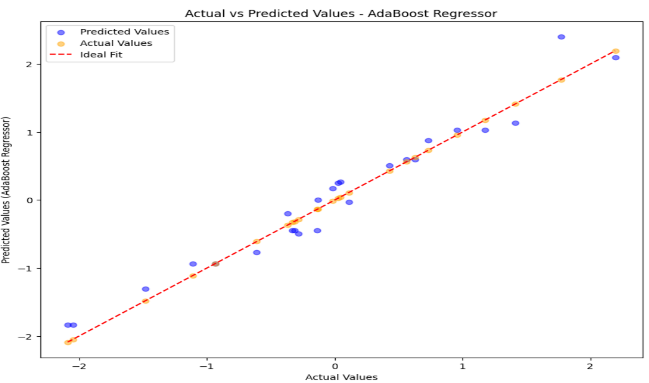 Actual vs Predicted Values - AdaBoost Regressor
Predicted Values
Actual Values
Ideal Fit
Predicted Values (AdaBoost Regressor)
2
1
0
−1
−2
−2
−1
0
1
2
Actual Values